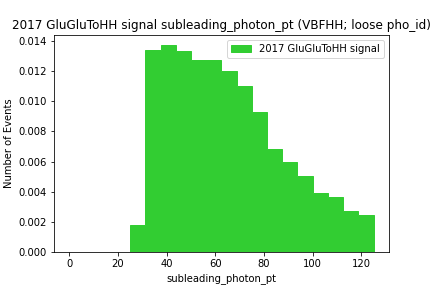 2017 GluGluToHH signal subleading_photon_pt (VBFHH; loose pho_id)
2017 GluGluToHH signal
Number of Events
0.014
0.012
0.010
0.008
0.006
0.004
0.002
0.000
0 20 40 60 80 100 120
subleading_photon_pt